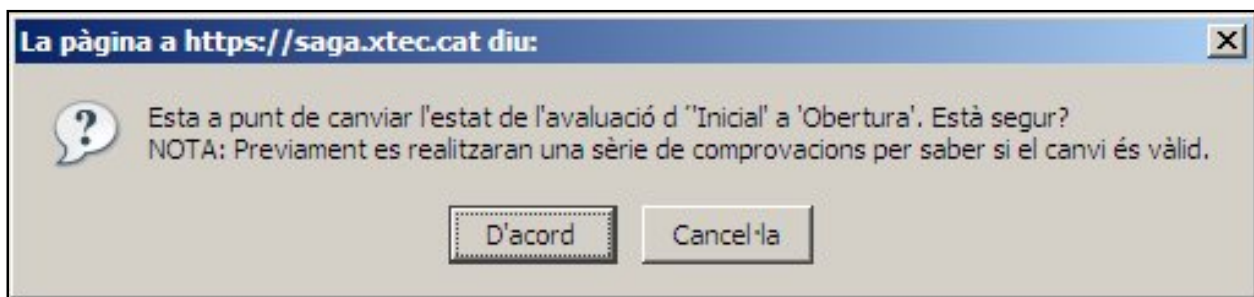 La pàgina a https://saga.xtec.cat diu:
Esta a punt de canviar l'estat de l'avaluació d ''Inicial' a 'Obertura'. Està segur?
NOTA: Previament es realitzaran una sèrie de comprovacions per saber si el canvi és vàlid.
D'acord
Cancel·la